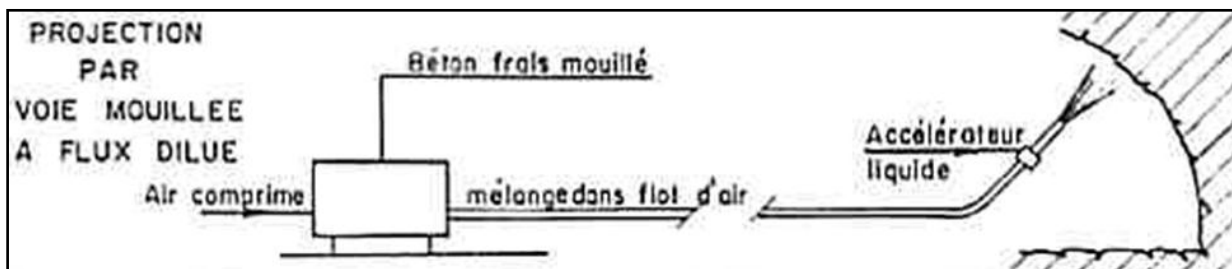 PROJECTION
PAR
VOIE MOUILLEE
A FLUX DILUE
Béton frais mouillé
Air comprime
mélange dans flot d'air
Accélérateur
liquide